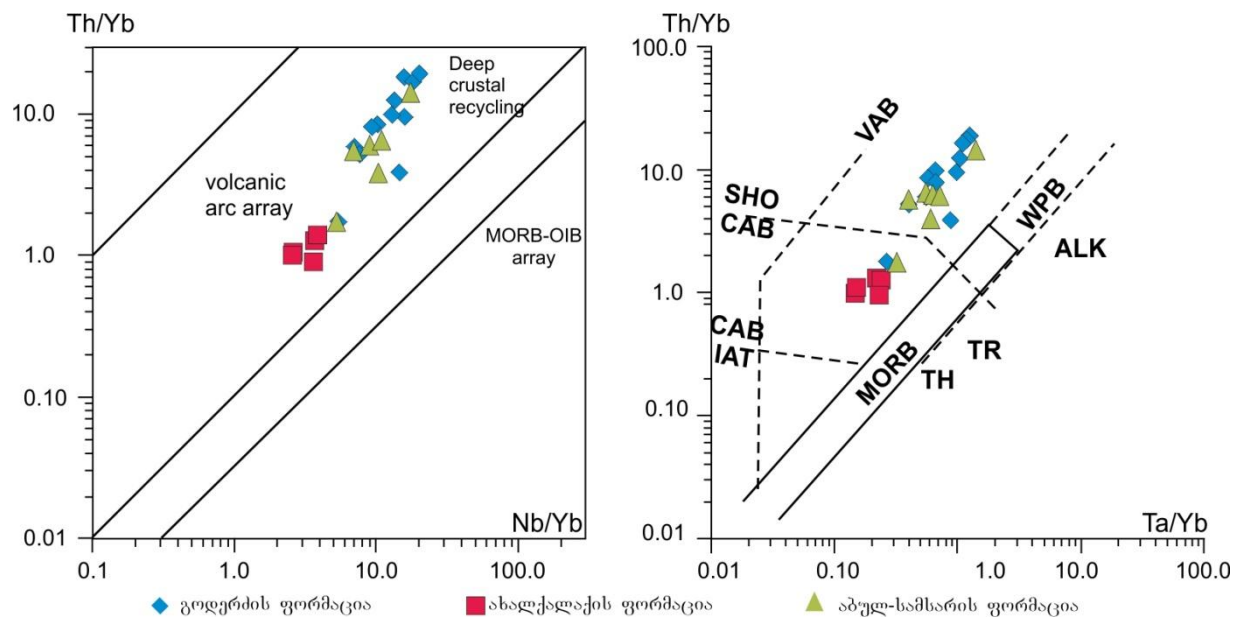 Th/Yb
10.0
1.0
0.10
0.01
0.1
1.0
10.0
100.0
Nb/Yb
volcanic
arc array
Deep
crustal
recycling
MORB-OIB
array
Th/Yb
100.0
10.0
1.0
0.10
0.01
0.01
0.10
1.0
10.0
100.0
Ta/Yb
VAB
SHO
CAB
CAB
IAT
MORB
WPB
ALK
TR
TH
გოდერძის ფორმაცია
ახალქალაქის ფორმაცია
აბულ-სამსარის ფორმაცია